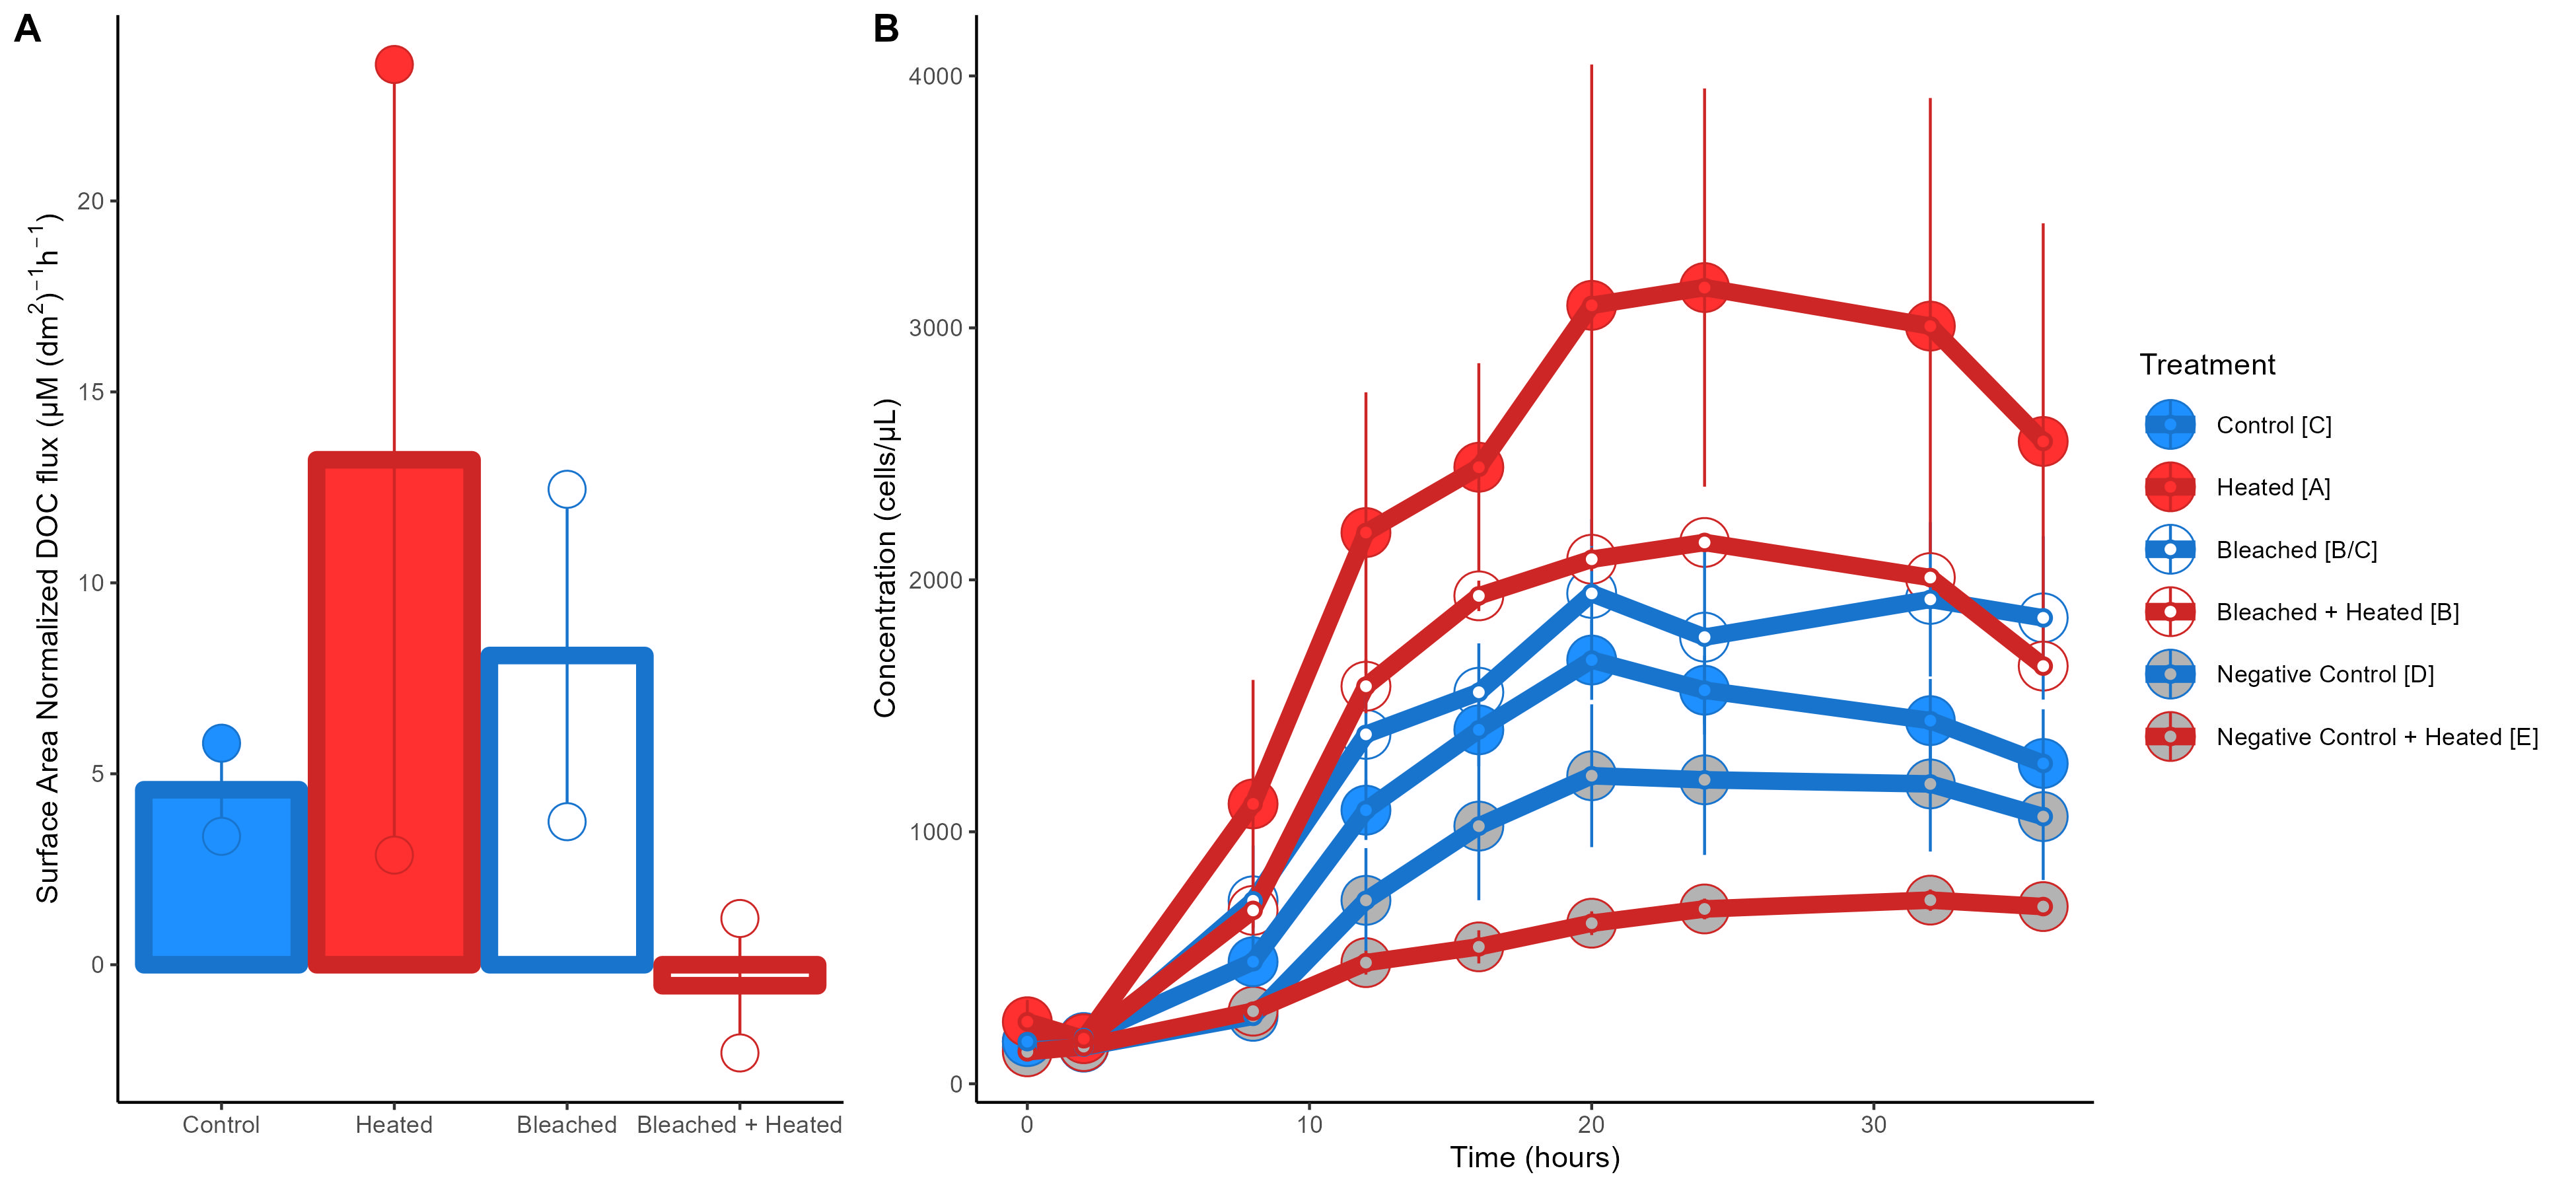 A
Surface Area Normalized DOC flux (µM (dm²)⁻¹h⁻¹)
20
15
10
5
0
Control Heated Bleached Bleached + Heated
B
Concentration (cells/µL)
4000
3000
2000
1000
0
0 10 20 30
Time (hours)
Treatment
Control [C]
Heated [A]
Bleached [B/C]
Bleached + Heated [B]
Negative Control [D]
Negative Control + Heated [E]